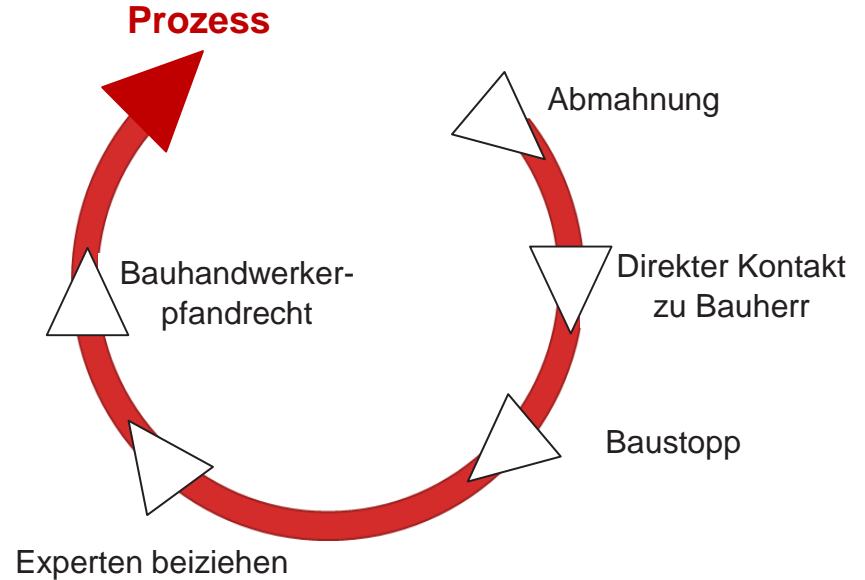 Prozess
Abmahnung
Direkter Kontakt
zu Bauherr
Baustopp
Experten beiziehen
Bauhandwerker-
pfandrecht